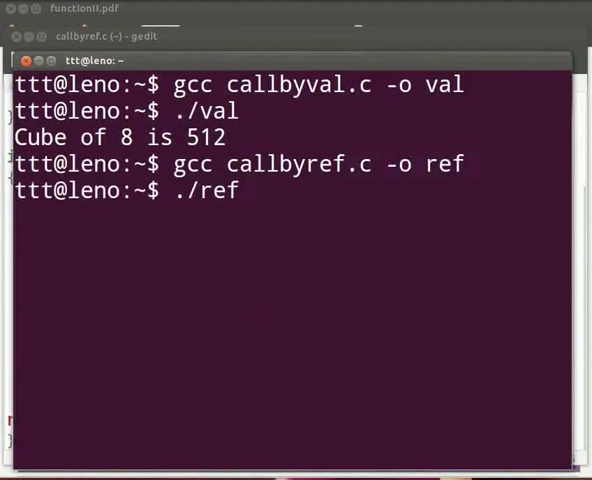 functionII.pdf
callbyref.c (~) - gedit
ttt@leno: ~
ttt@leno:~$ gcc callbyval.c -o val
ttt@leno:~$ ./val
Cube of 8 is 512
ttt@leno:~$ gcc callbyref.c -o ref
ttt@leno:~$ ./ref